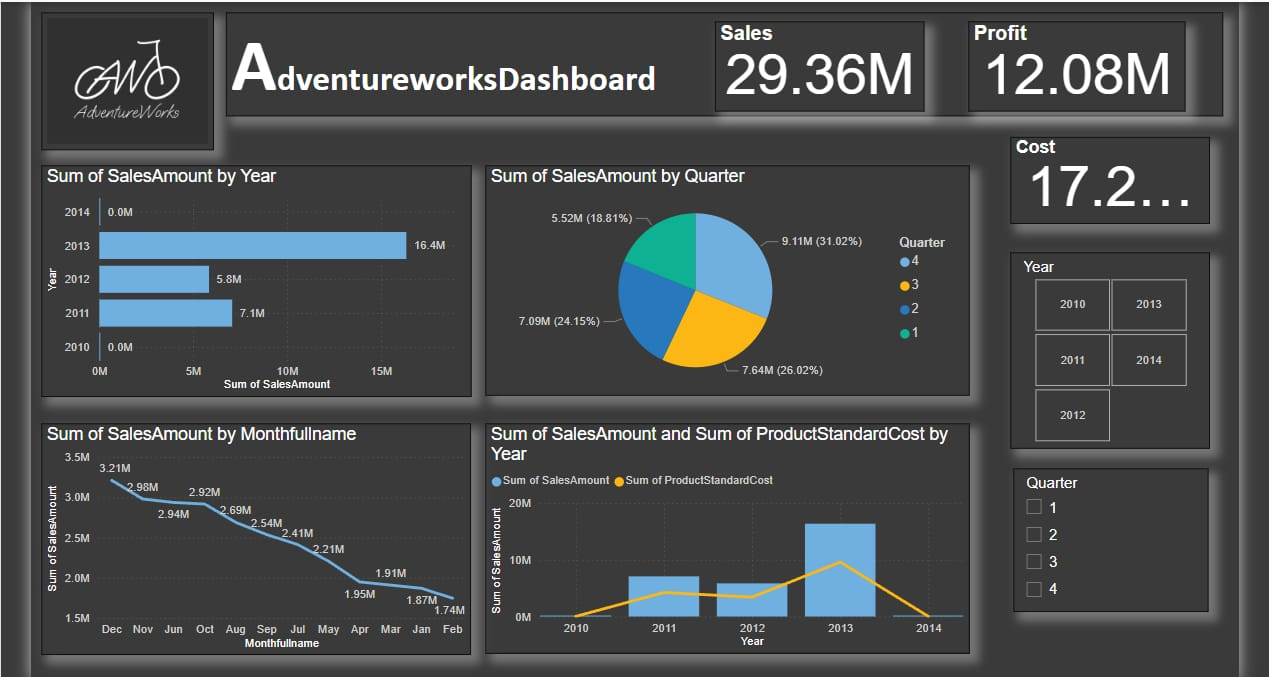 CAWO
AdventureWorks
AdventureworksDashboard
Sales
29.36M
Profit
12.08M
Cost
17.2...
Sum of SalesAmount by Year
Year
2014
0.0M
2013
16.4M
2012
5.8M
2011
7.1M
2010
0.0M
0M 5M 10M 15M
Sum of SalesAmount
Sum of SalesAmount by Quarter
5.52M (18.81%)
9.11M (31.02%)
7.09M (24.15%)
7.64M (26.02%)
Quarter
4
3
2
1
Year
2010 2013
2011 2014
2012
Sum of SalesAmount by Monthfullname
Sum of SalesAmount
3.5M
3.0M
2.5M
2.0M
1.5M
3.21M
2.98M
2.94M
2.92M
2.69M
2.54M
2.41M
2.21M
1.95M
1.91M
1.87M
1.74M
Dec Nov Jun Oct Aug Sep Jul May Apr Mar Jan Feb
Monthfullname
Sum of SalesAmount and Sum of ProductStandardCost by
Year
Sum of SalesAmount Sum of ProductStandardCost
Sum of SalesAmount
20M
10M
0M
2010 2011 2012 2013 2014
Year
Quarter
1
2
3
4